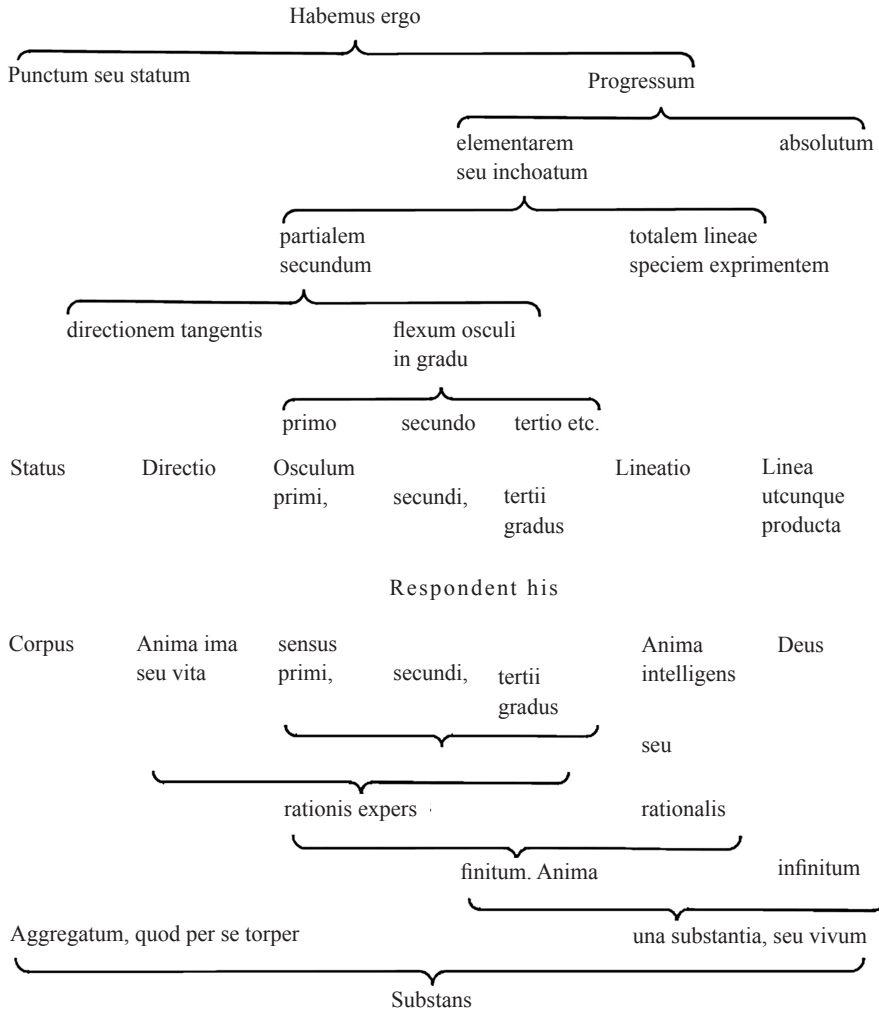 Habemus ergo
Punctum seu statum
Progressum
elementarem
seu inchoatum
absolutum
partialem
secundum
totalem lineae
speciem exprimentem
directionem tangentis
flexum osculi
in gradu
primo secundo tertio etc.
Status Directio Osculum
primi, secundi, tertii
gradus
Lineatio Linea
utcunque
producta
Respondent his
Corpus Anima ima
seu vita
sensus
primi, secundi, tertii
gradus
Anima
intelligens
Deus
seu
rationis expers rationalis
finitum. Anima infinitum
Aggregatum, quod per se torper una substantia, seu vivum
Substans